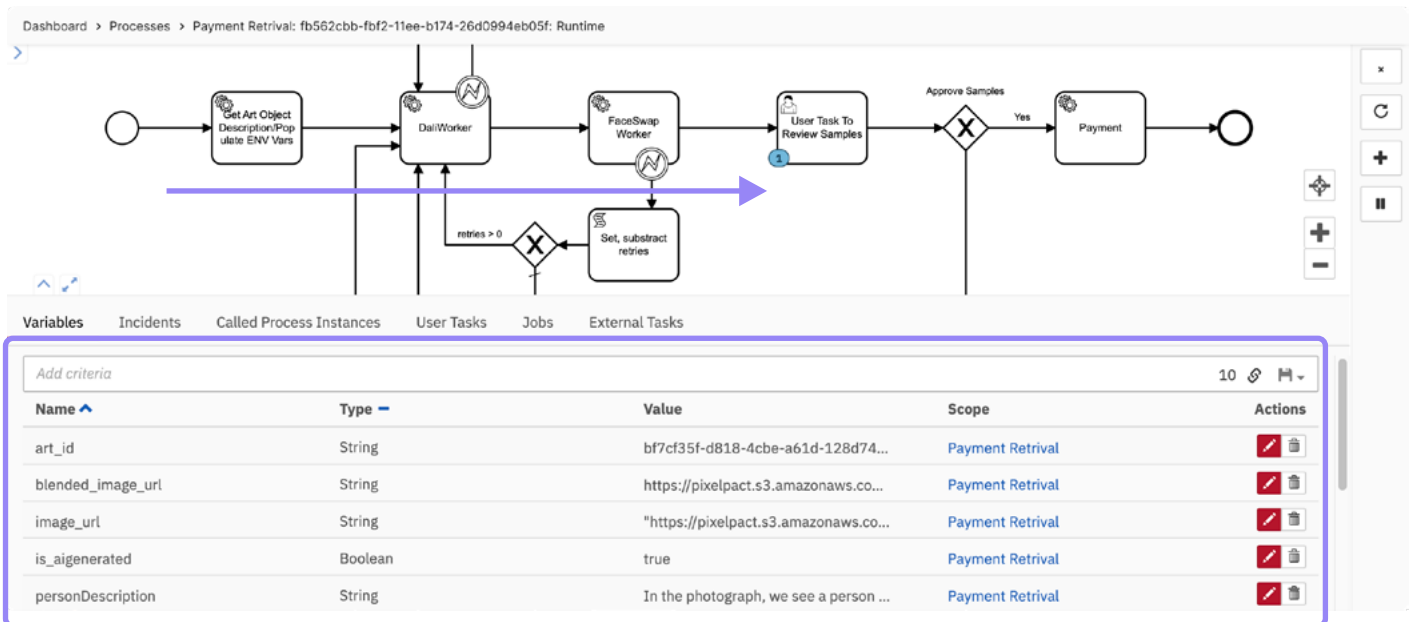 Dashboard > Processes > Payment Retrival: fb562cbb-fbf2-11ee-b174-26d0994eb05f: Runtime
Get Art Object
Description/Pop
ulate ENV Vars
DaliWorker
FaceSwap
Worker
User Task To
Review Samples
1
Approve Samples
Yes
Payment
retries > 0
Set, substract
retries
Variables Incidents Called Process Instances User Tasks Jobs External Tasks
Add criteria 10
Name Type Value Scope Actions
art_id String bf7cf35f-d818-4cbe-a61d-128d74... Payment Retrival
blended_image_url String https://pixelpact.s3.amazonaws.co... Payment Retrival
image_url String "https://pixelpact.s3.amazonaws.co... Payment Retrival
is_aigenerated Boolean true Payment Retrival
personDescription String In the photograph, we see a person ... Payment Retrival